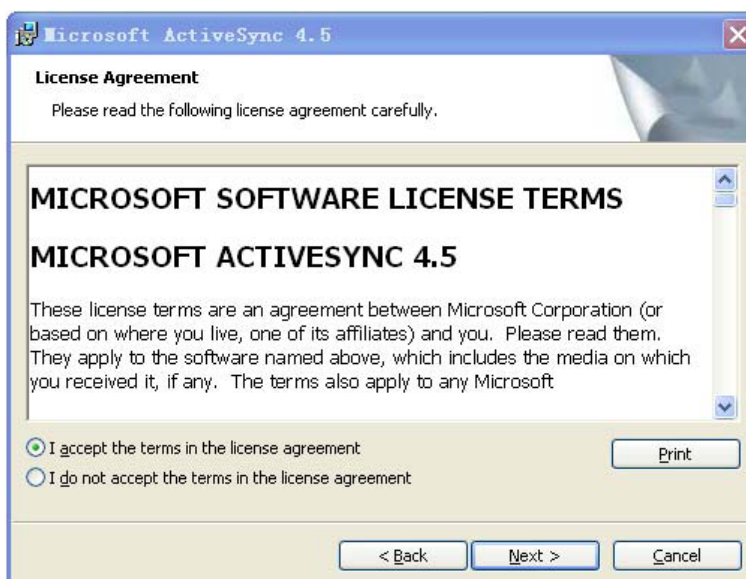 Microsoft ActiveSync 4.5
License Agreement
Please read the following license agreement carefully.
MICROSOFT SOFTWARE LICENSE TERMS
MICROSOFT ACTIVESYNC 4.5
These license terms are an agreement between Microsoft Corporation (or
based on where you live, one of its affiliates) and you.  Please read them.
They apply to the software named above, which includes the media on which
you received it, if any.  The terms also apply to any Microsoft
I accept the terms in the license agreement
Print
I do not accept the terms in the license agreement
< Back
Next >
Cancel